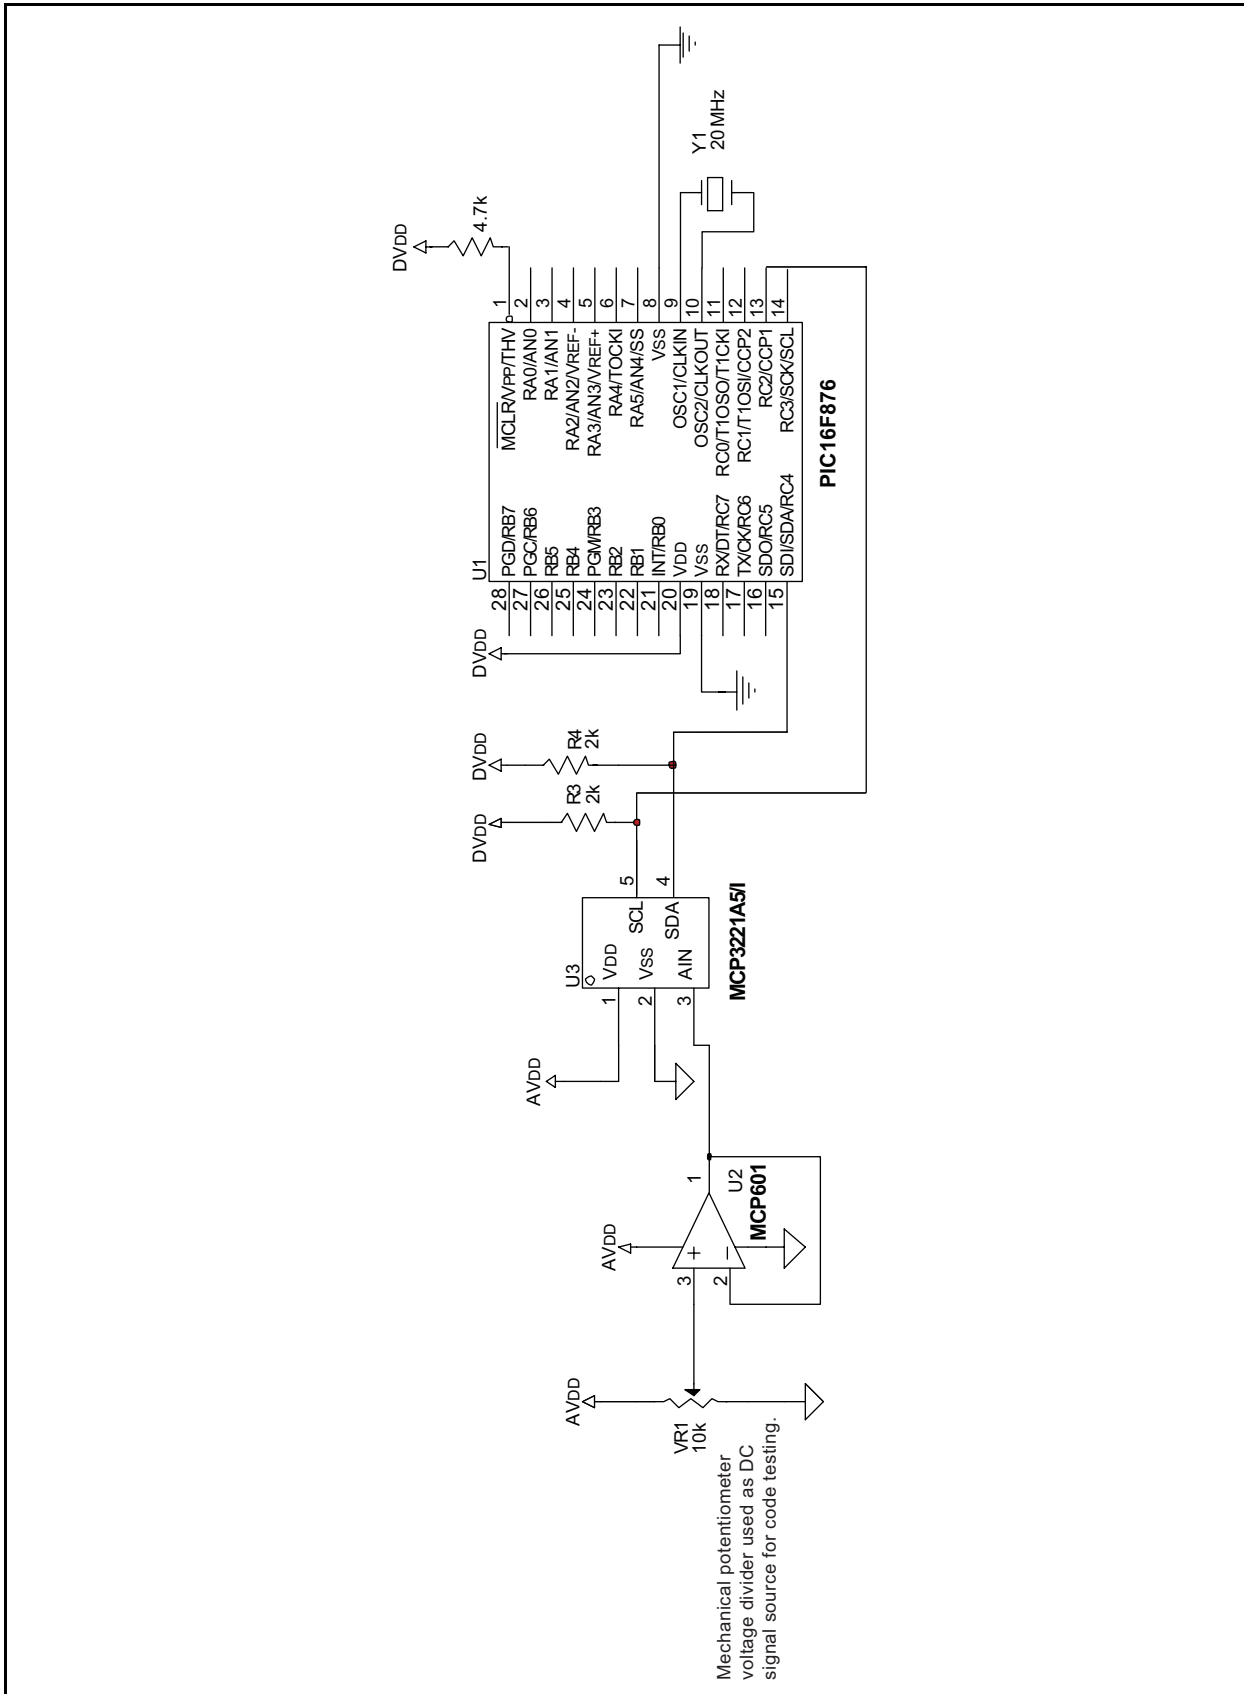 Mechanical potentiometer
voltage divider used as DC
signal source for code testing.
AVDD
VR1
10k
AVDD
3
2
+
−
1
U2
MCP601
AVDD
U3
1
2
3
VDD
VSS
AIN
SCL
SDA
5
4
MCP3221A5/I
DVDD
R3
2k
DVDD
R4
2k
DVDD
U1
28
27
26
25
24
23
22
21
20
19
18
17
16
15
PGD/RB7
PGC/RB6
RB5
RB4
PGM/RB3
RB2
RB1
INT/RB0
VDD
VSS
RX/DT/RC7
TX/CK/RC6
SDO/RC5
SDI/SDA/RC4
MCLR/VPP/THV
RA0/AN0
RA1/AN1
RA2/AN2/VREF-
RA3/AN3/VREF+
RA4/TOCKI
RA5/AN4/SS
VSS
OSC1/CLKIN
OSC2/CLKOUT
RC0/T1OSO/T1CKI
RC1/T1OSI/CCP2
RC2/CCP1
RC3/SCK/SCL
1
2
3
4
5
6
7
8
9
10
11
12
13
14
PIC16F876
DVDD
4.7k
Y1
20 MHz